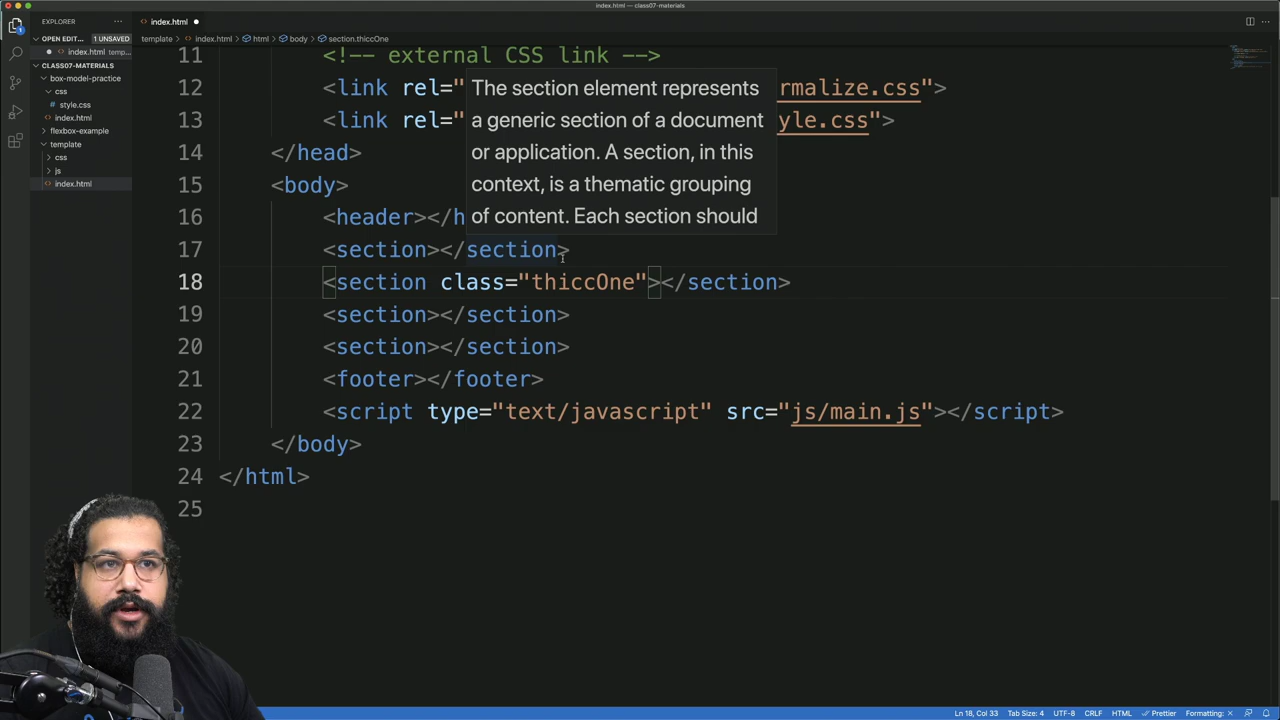 index.html — class07-materials
EXPLORER
index.html
OPEN EDIT... 1 UNSAVED
index.html temp...
CLASS07-MATERIALS
box-model-practice
css
style.css
index.html
flexbox-example
template
css
js
index.html
template > index.html > html > body > section.thiccOne
11 <!-- external CSS link -->
12 <link rel=" rmalize.css">
13 <link rel=" yle.css">
14 </head>
15 <body>
16 <header></h
17 <section></section>
18 <section class="thiccOne"></section>
19 <section></section>
20 <section></section>
21 <footer></footer>
22 <script type="text/javascript" src="js/main.js"></script>
23 </body>
24 </html>
25
The section element represents
a generic section of a document
or application. A section, in this
context, is a thematic grouping
of content. Each section should
Ln 18, Col 33 Tab Size: 4 UTF-8 CRLF HTML Prettier Formatting: ×